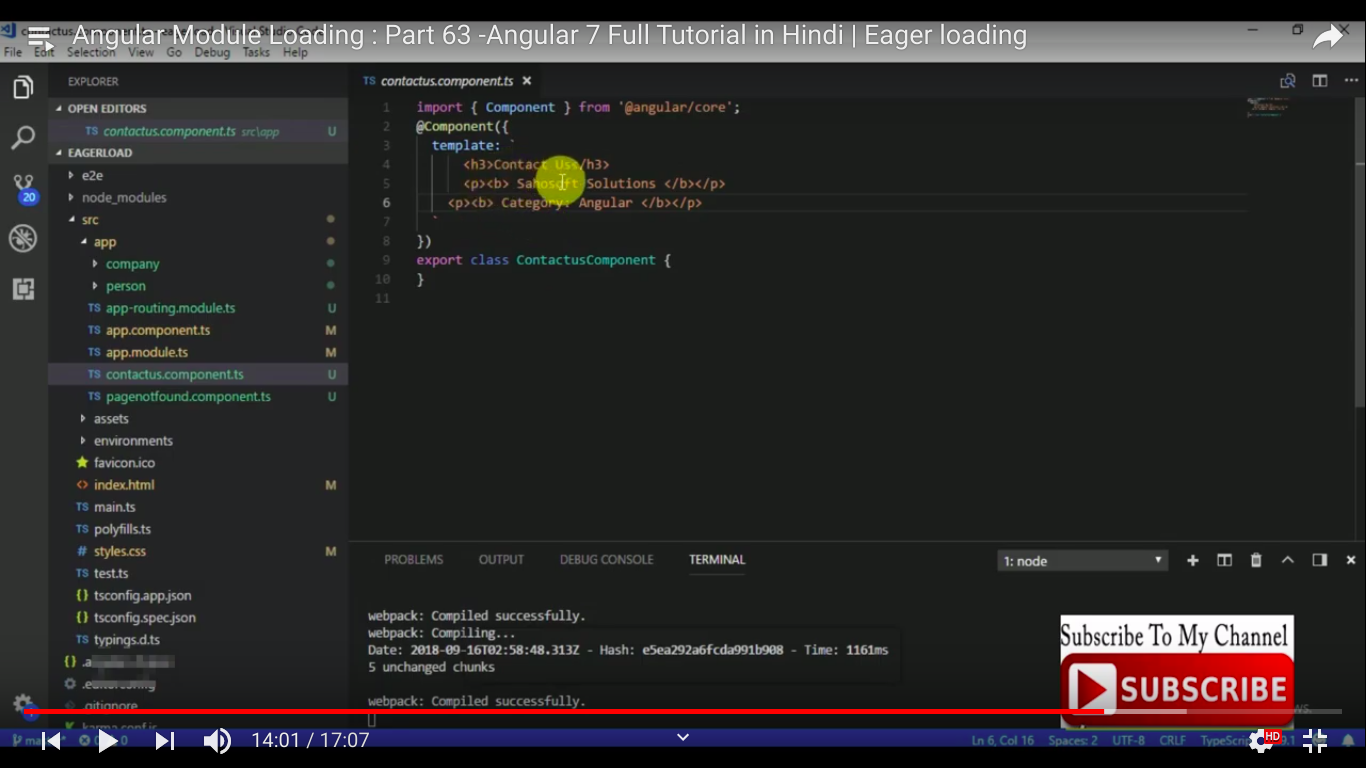 Angular Module Loading : Part 63 -Angular 7 Full Tutorial in Hindi | Eager loading
File Edit Selection View Go Debug Tasks Help
EXPLORER
OPEN EDITORS
TS contactus.component.ts src\app U
EAGERLOAD
e2e
node_modules
src
app
company
person
TS app-routing.module.ts U
TS app.component.ts M
TS app.module.ts M
TS contactus.component.ts U
TS pagenotfound.component.ts U
assets
environments
favicon.ico
<> index.html M
TS main.ts
TS polyfills.ts
# styles.css M
TS test.ts
{} tsconfig.app.json
{} tsconfig.spec.json
TS typings.d.ts
.editorconfig
.gitignore
karma.conf.js
20
TS contactus.component.ts ×
1 import { Component } from '@angular/core';
2 @Component({
3 template: `
4 <h3>Contact Us</h3>
5 <p><b> Sahosoft Solutions </b></p>
6 <p><b> Category: Angular </b></p>
7 `
8 })
9 export class ContactusComponent {
10 }
11
PROBLEMS OUTPUT DEBUG CONSOLE TERMINAL 1: node
webpack: Compiled successfully.
webpack: Compiling...
Date: 2018-09-16T02:58:48.313Z - Hash: e5ea292a6fcda991b908 - Time: 1161ms
5 unchanged chunks
webpack: Compiled successfully.
Subscribe To My Channel
SUBSCRIBE
14:01 / 17:07
Ln 6, Col 16 Spaces: 2 UTF-8 CRLF
HD